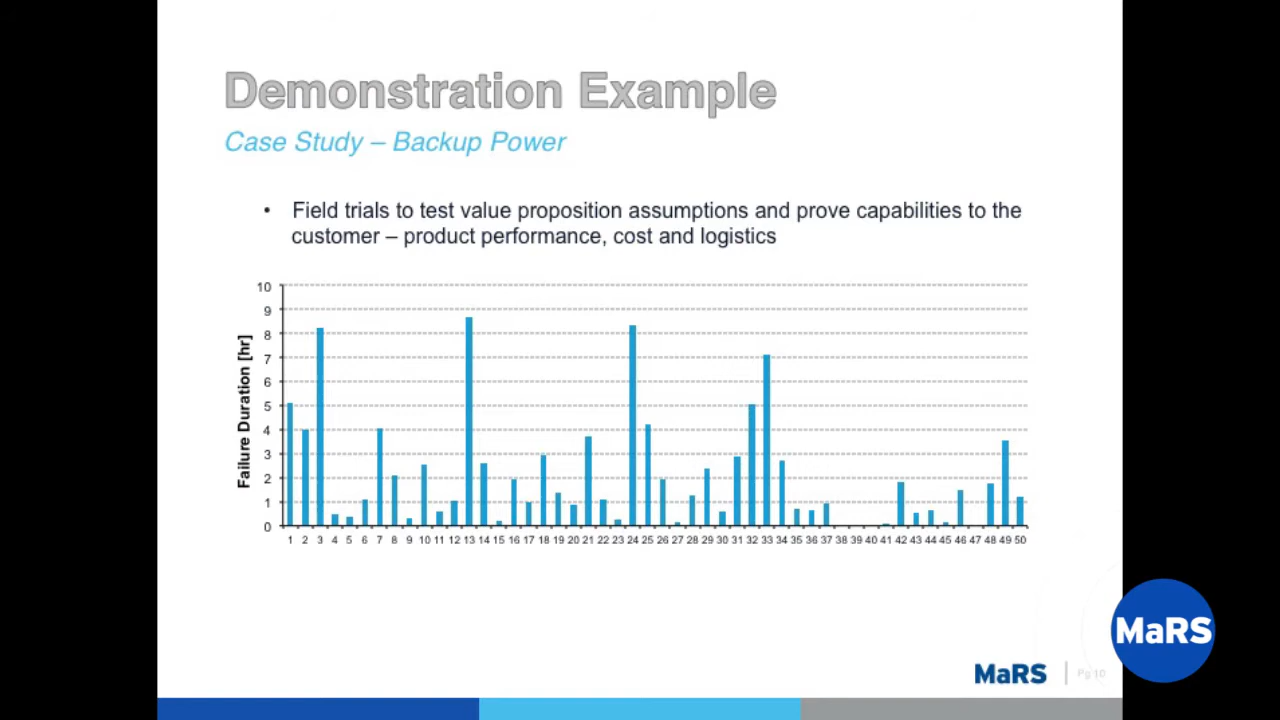 Demonstration Example
Case Study – Backup Power
• Field trials to test value proposition assumptions and prove capabilities to the
customer – product performance, cost and logistics
10
9
8
7
6
5
4
3
2
1
0
Failure Duration [hr]
1 2 3 4 5 6 7 8 9 10 11 12 13 14 15 16 17 18 19 20 21 22 23 24 25 26 27 28 29 30 31 32 33 34 35 36 37 38 39 40 41 42 43 44 45 46 47 48 49 50
MaRS
MaRS | Pg 10